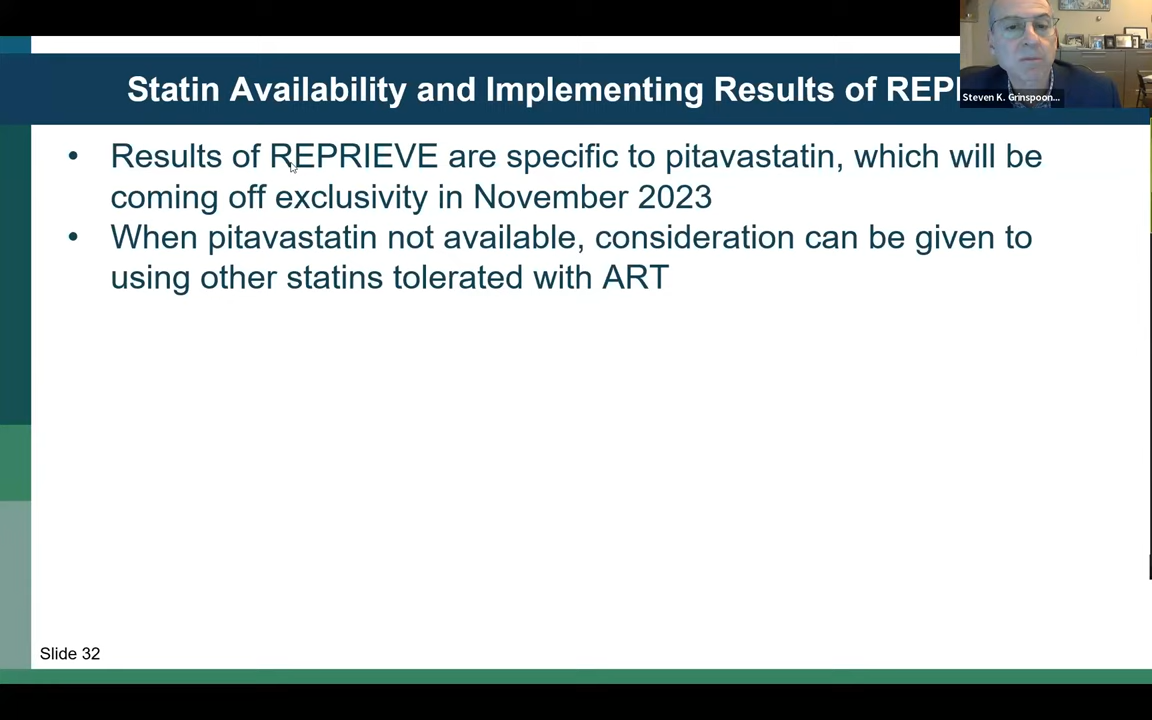 Statin Availability and Implementing Results of REP
Steven K. Grinspoon...
• Results of REPRIEVE are specific to pitavastatin, which will be
coming off exclusivity in November 2023
• When pitavastatin not available, consideration can be given to
using other statins tolerated with ART
Slide 32